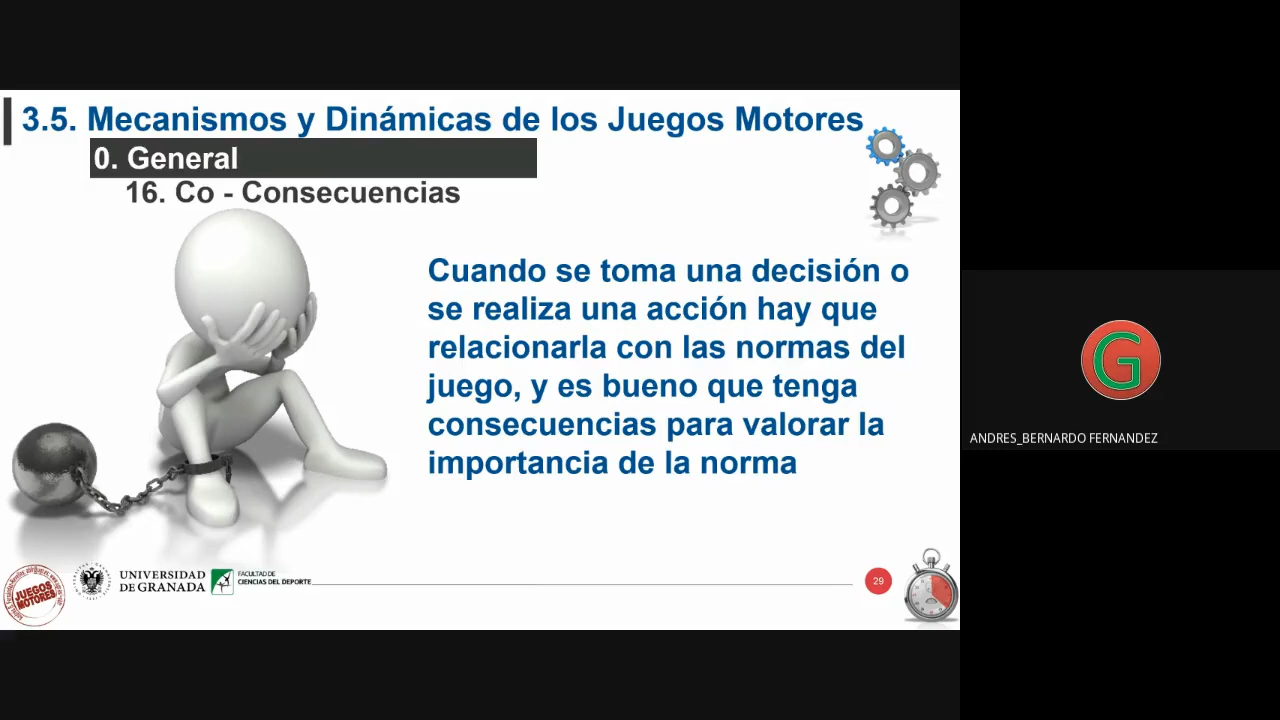 3.5. Mecanismos y Dinámicas de los Juegos Motores
0. General
16. Co - Consecuencias
Cuando se toma una decisión o
se realiza una acción hay que
relacionarla con las normas del
juego, y es bueno que tenga
consecuencias para valorar la
importancia de la norma
G
ANDRES_BERNARDO FERNANDEZ
JUEGOS
MOTORES
UNIVERSIDAD
DE GRANADA
FACULTAD DE
CIENCIAS DEL DEPORTE
29